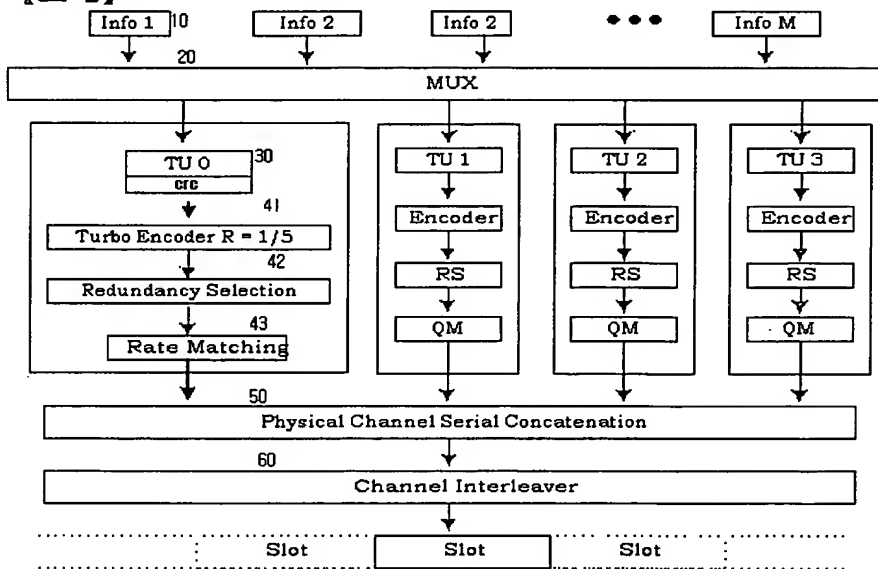 Info 1 10 Info 2 Info 2 Info M
20
MUX
TU 0 30 TU 1 TU 2 TU 3
crc
41
Encoder Encoder Encoder
Turbo Encoder R = 1/5
42
RS RS RS
Redundancy Selection
43
QM QM QM
Rate Matching
50
Physical Channel Serial Concatenation
60
Channel Interleaver
Slot Slot Slot